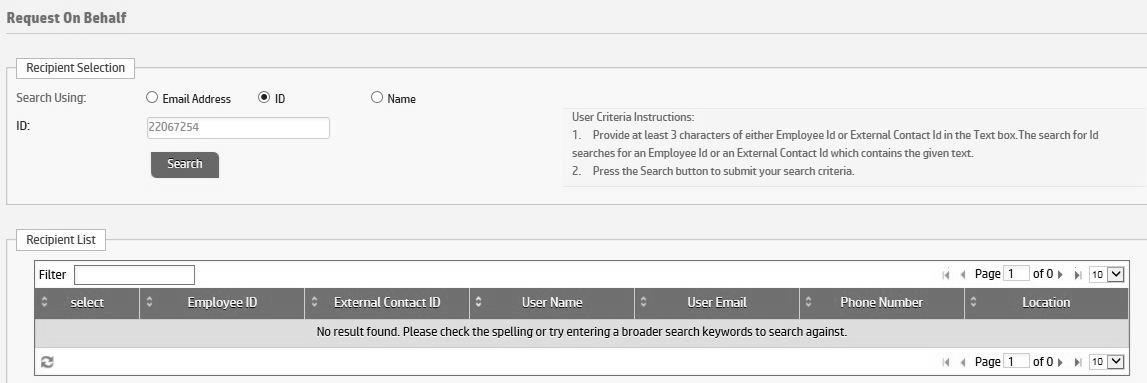 Request On Behalf
Recipient Selection
Search Using: Email Address ID Name
ID: 22067254
Search
User Criteria Instructions:
1. Provide at least 3 characters of either Employee Id or External Contact Id in the Text box.The search for Id
searches for an Employee Id or an External Contact Id which contains the given text.
2. Press the Search button to submit your search criteria.
Recipient List
Filter Page 1 of 0 10
select Employee ID External Contact ID User Name User Email Phone Number Location
No result found. Please check the spelling or try entering a broader search keywords to search against.
Page 1 of 0 10